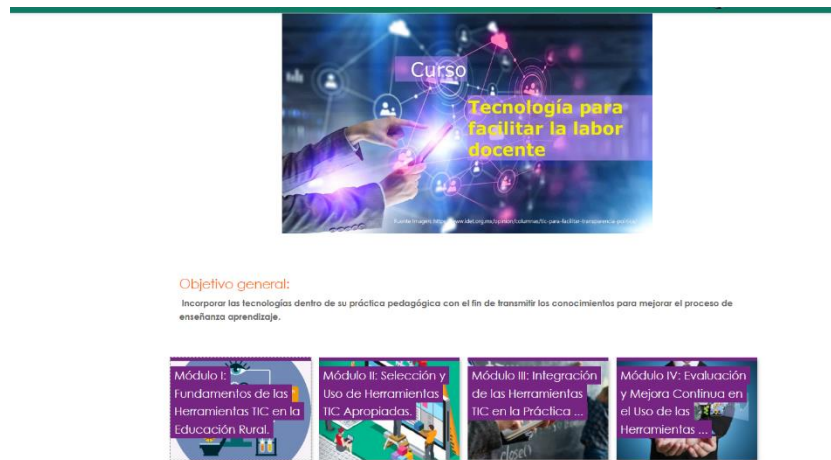 Curso
Tecnología para
facilitar la labor
docente
Objetivo general:
Incorporar las tecnologías dentro de su práctica pedagógica con el fin de transmitir los conocimientos para mejorar el proceso de
enseñanza aprendizaje.
Módulo I:
Fundamentos de las
Herramientas TIC en la
Educación Rural.
Módulo II: Selección y
Uso de Herramientas
TIC Apropiadas.
Módulo III: Integración
de las Herramientas
TIC en la Práctica ...
Módulo IV: Evaluación
y Mejora Continua en
el Uso de las
Herramientas ...